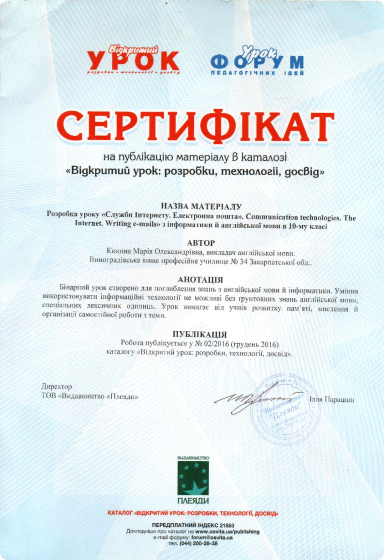 Відкритий
УРОК
розробки • технології • досвід
Урок
ФОРУМ
ПЕДАГОГІЧНИХ ІДЕЙ
СЕРТИФІКАТ
на публікацію матеріалу в каталозі
«Відкритий урок: розробки, технології, досвід»
НАЗВА МАТЕРІАЛУ
Розробка уроку «Служби Інтернету. Електронна пошта». Communication technologies. The
Internet. Writing e-mails» з інформатики й англійської мови в 10-му класі
АВТОР
Марія Олександрівна, викладач англійської мови.
Виноградівське вище професійне училище № 34 Закарпатської обл..
АНОТАЦІЯ
Бінарний урок створено для поглиблення знань з англійської мови й інформатики. Уміння
використовувати інформаційні технології не можливі без ґрунтовних знань англійської мови,
спеціальних лексичних одиниць. Урок вимагає від учнів розвитку пам'яті, мислення й
організації самостійної роботи з теми.
ПУБЛІКАЦІЯ
Робота публікується у № 02/2016 (грудень 2016)
каталогу «Відкритий урок: розробки, технології, досвід».
Директор
ТОВ «Видавництво «Плеяди»
Ілля Парашин
ВИДАВНИЦТВО
ПЛЕЯДИ
КАТАЛОГ «ВІДКРИТИЙ УРОК: РОЗРОБКИ, ТЕХНОЛОГІЇ, ДОСВІД»
ПЕРЕДПЛАТНИЙ ІНДЕКС 21853
Докладніше про каталог на www.osvita.ua/publishing
e-mail форуму: forum@osvita.ua
тел. (044) 200-28-38